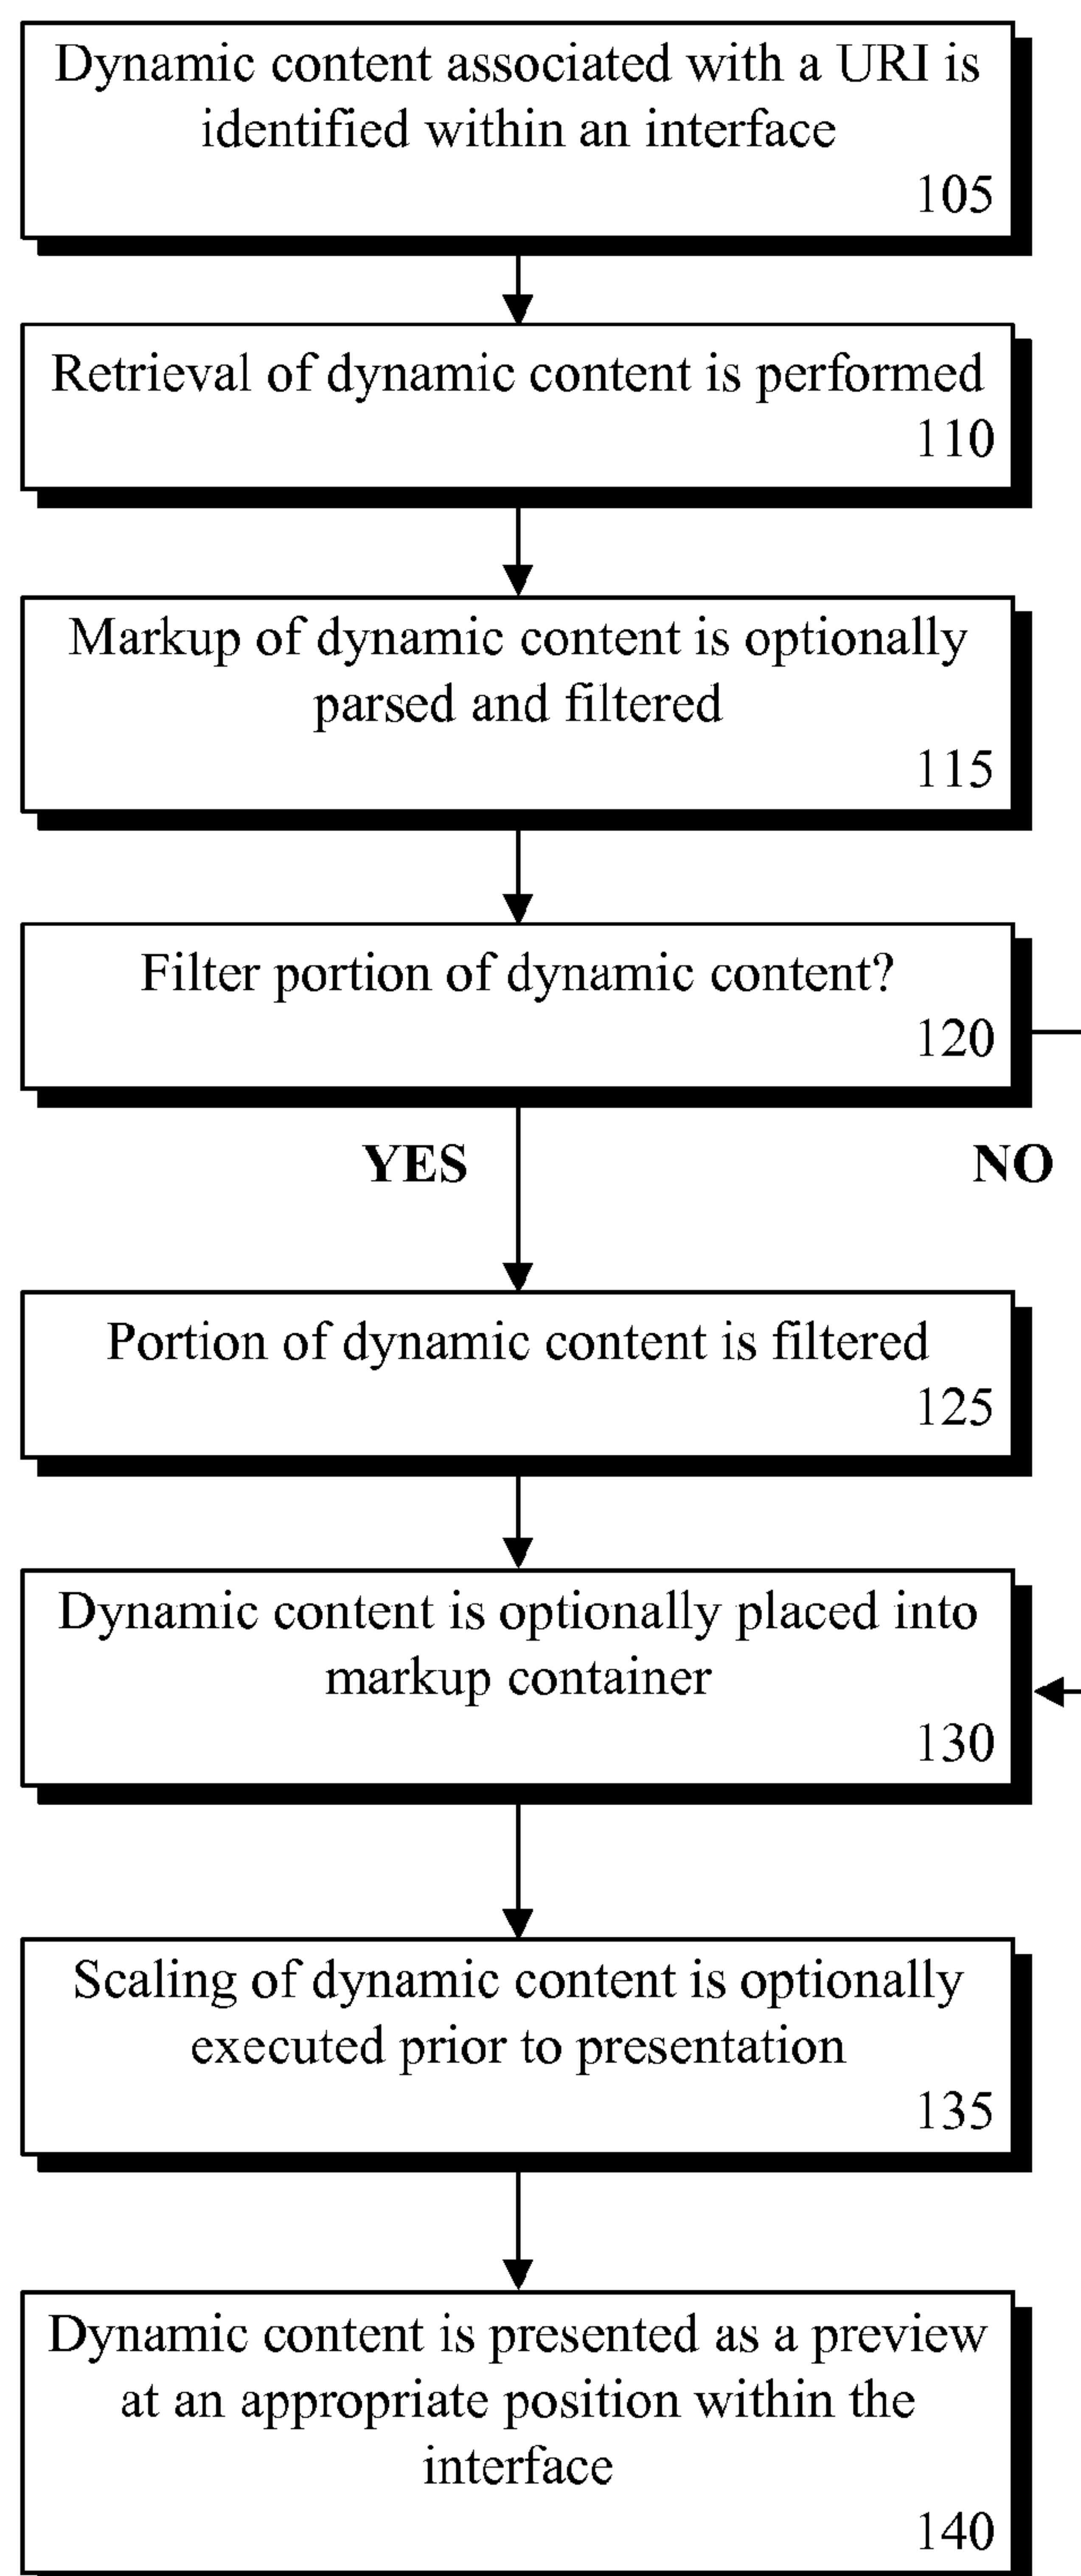 Dynamic content associated with a URI is
identified within an interface
105
Retrieval of dynamic content is performed
110
Markup of dynamic content is optionally
parsed and filtered
115
Filter portion of dynamic content?
120
YES
NO
Portion of dynamic content is filtered
125
Dynamic content is optionally placed into
markup container
130
Scaling of dynamic content is optionally
executed prior to presentation
135
Dynamic content is presented as a preview
at an appropriate position within the
interface
140